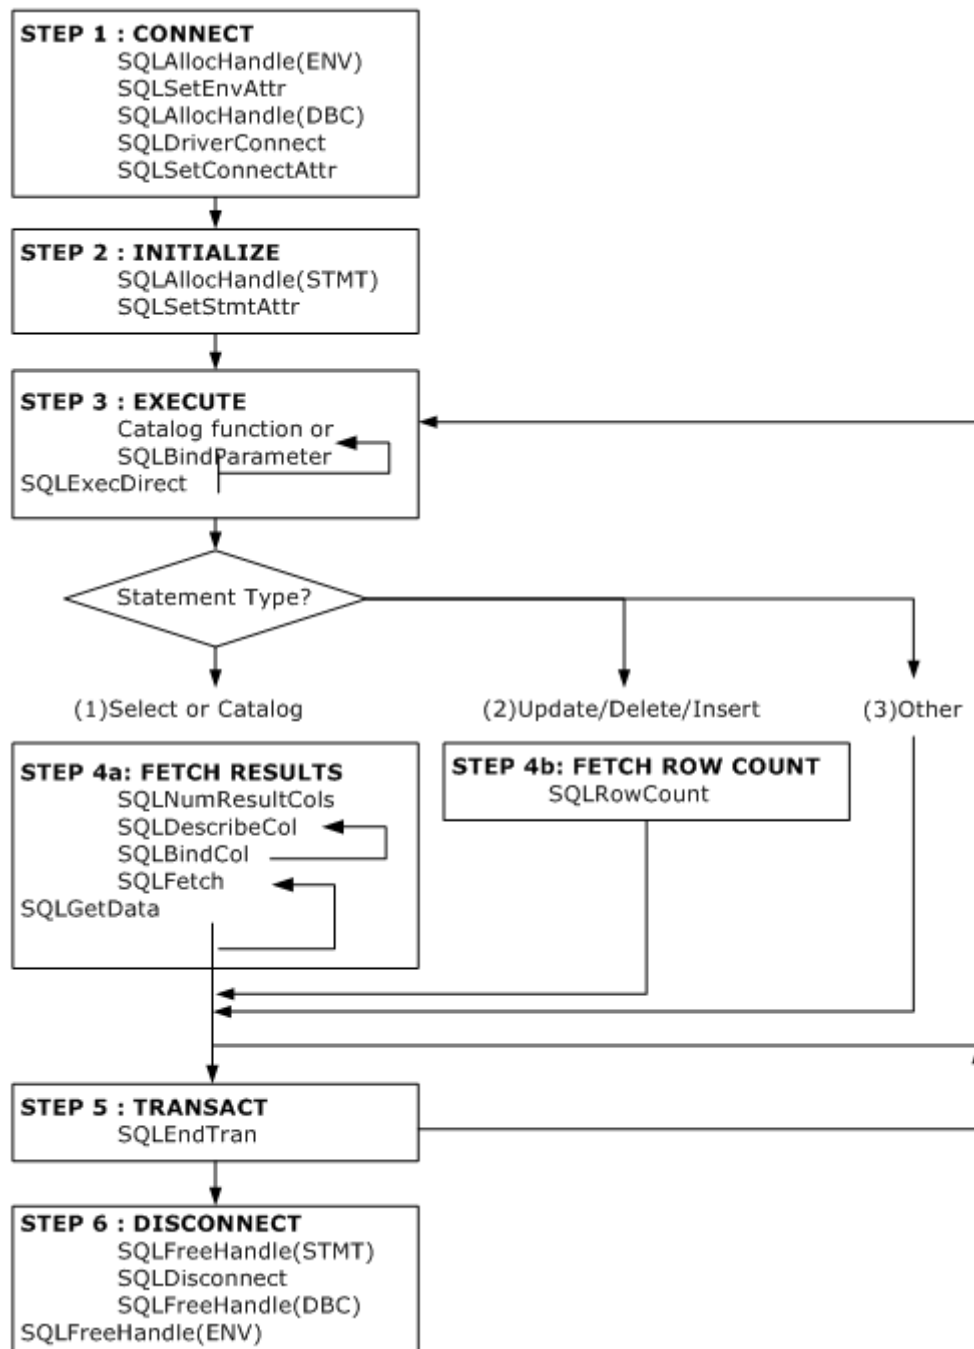 STEP 1 : CONNECT
SQLAllocHandle(ENV)
SQLSetEnvAttr
SQLAllocHandle(DBC)
SQLDriverConnect
SQLSetConnectAttr
STEP 2 : INITIALIZE
SQLAllocHandle(STMT)
SQLSetStmtAttr
STEP 3 : EXECUTE
Catalog function or
SQLBindParameter
SQLExecDirect
Statement Type?
(1)Select or Catalog
(2)Update/Delete/Insert
(3)Other
STEP 4a: FETCH RESULTS
SQLNumResultCols
SQLDescribeCol
SQLBindCol
SQLFetch
SQLGetData
STEP 4b: FETCH ROW COUNT
SQLRowCount
STEP 5 : TRANSACT
SQLEndTran
STEP 6 : DISCONNECT
SQLFreeHandle(STMT)
SQLDisconnect
SQLFreeHandle(DBC)
SQLFreeHandle(ENV)